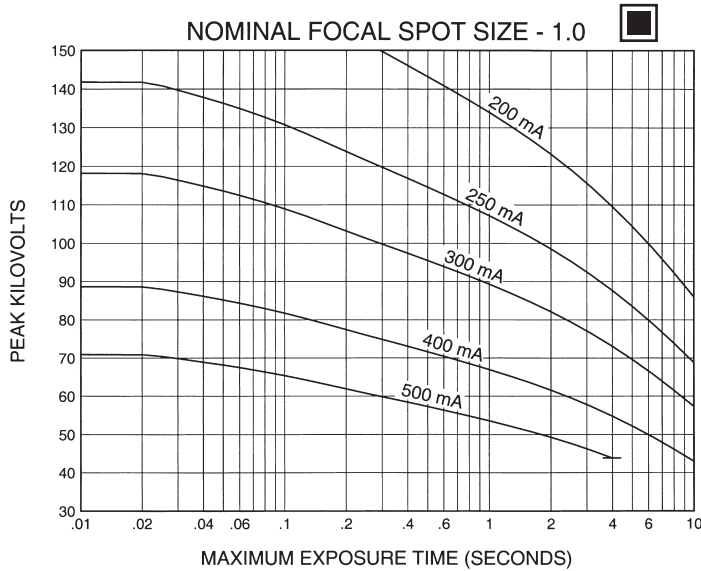 NOMINAL FOCAL SPOT SIZE - 1.0
150
140
130
120
110
100
90
80
70
60
50
40
30
PEAK KILOVOLTS
200 mA
250 mA
300 mA
400 mA
500 mA
.01 .02 .04 .06 .1 .2 .4 .6 1 2 4 6 10
MAXIMUM EXPOSURE TIME (SECONDS)